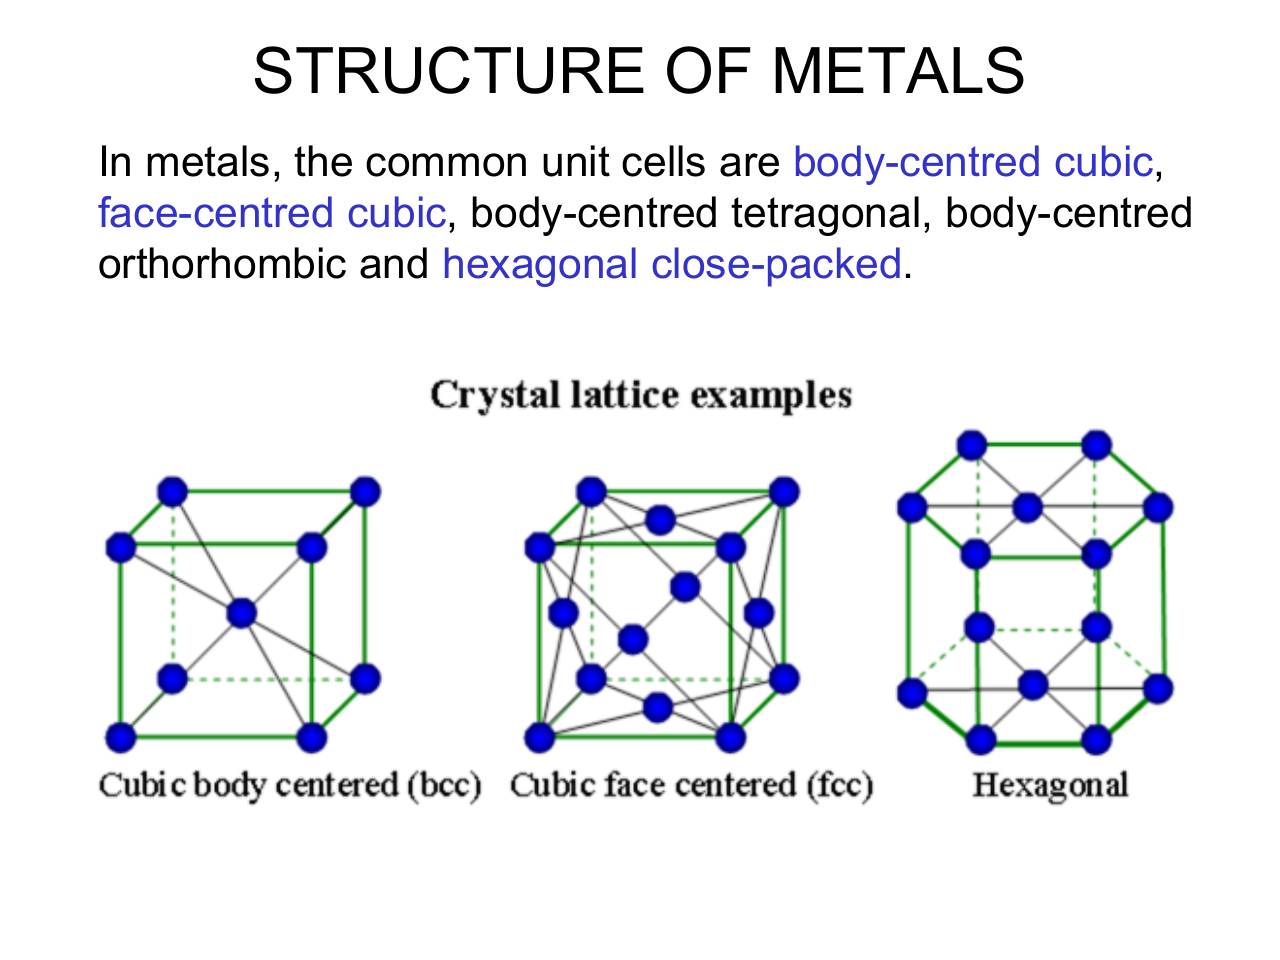 STRUCTURE OF METALS
In metals, the common unit cells are body-centred cubic,
face-centred cubic, body-centred tetragonal, body-centred
orthorhombic and hexagonal close-packed.
Crystal lattice examples
Cubic body centered (bcc)
Cubic face centered (fcc)
Hexagonal